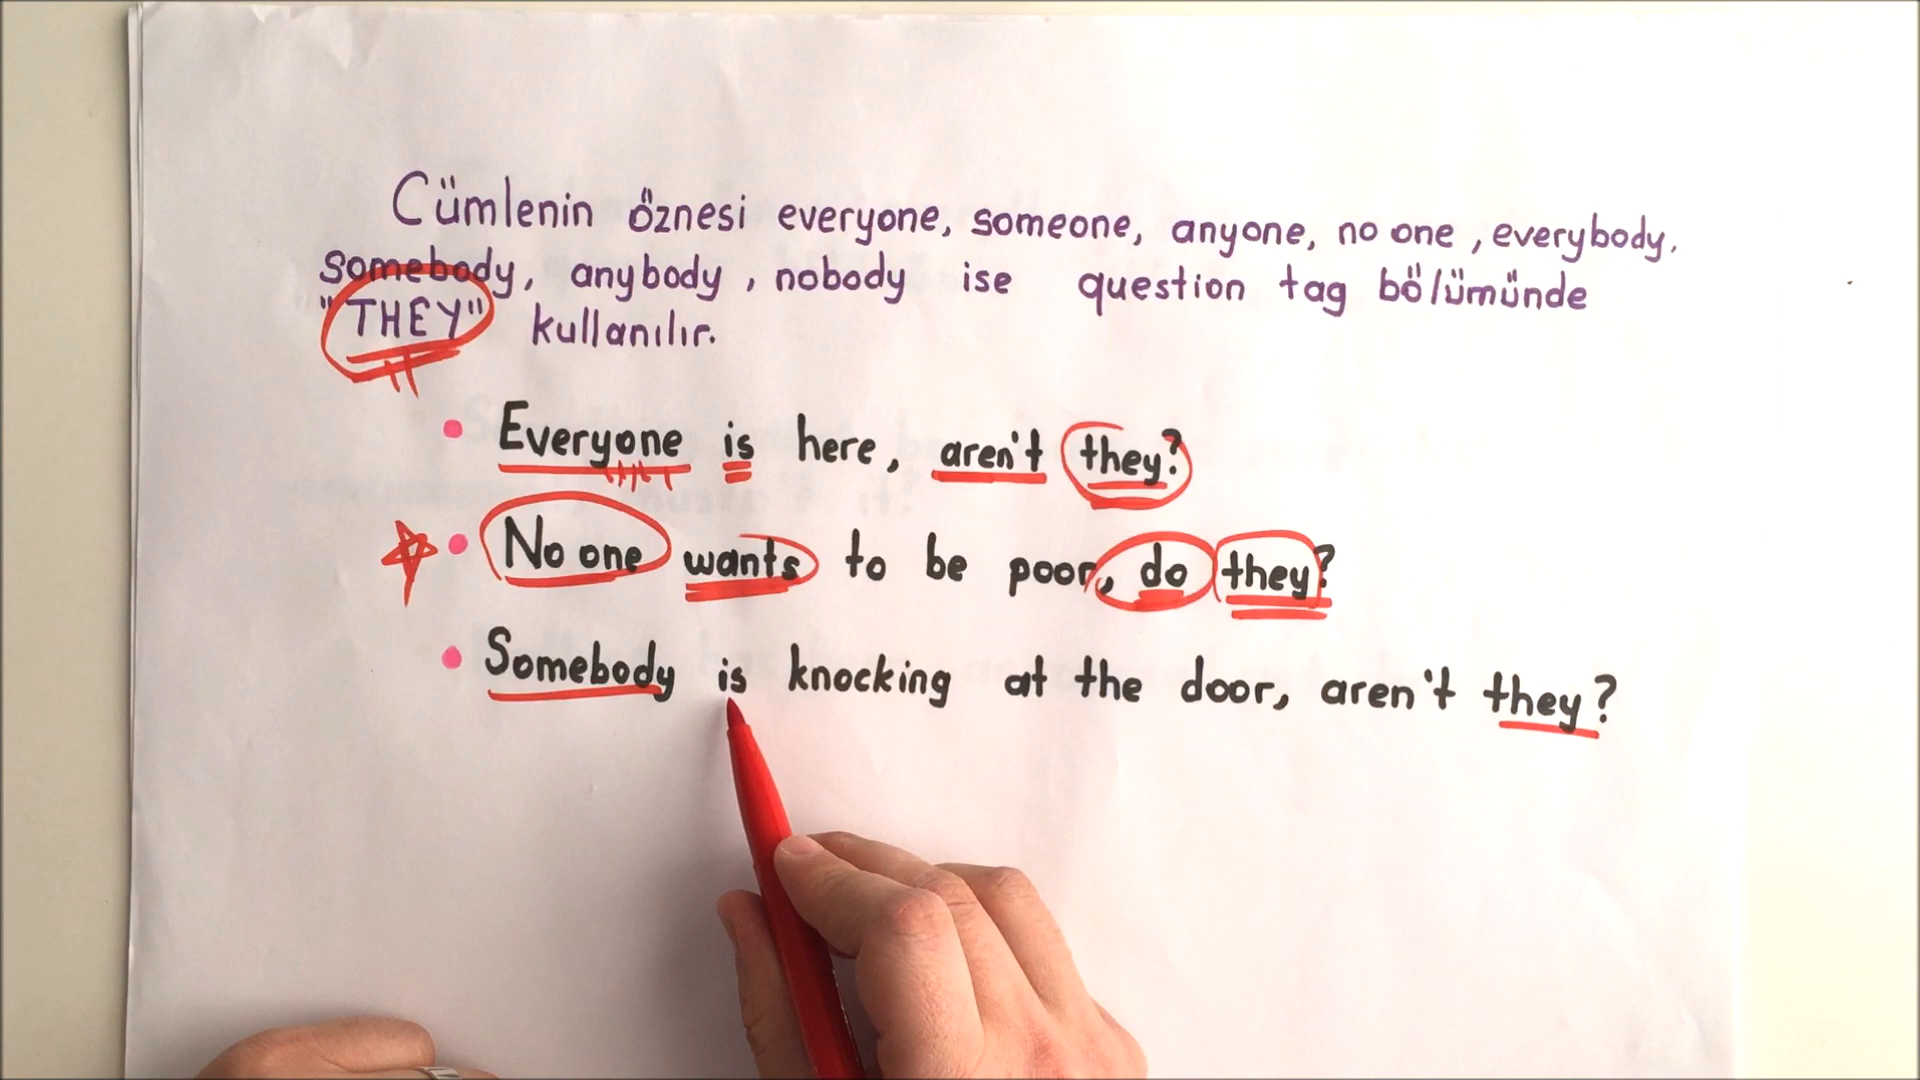 Cümlenin öznesi everyone, someone, anyone, no one, everybody,
somebody, anybody, nobody ise question tag bölümünde
"THEY" kullanılır.
• Everyone is here, aren't they?
• No one wants to be poor, do they?
• Somebody is knocking at the door, aren't they?